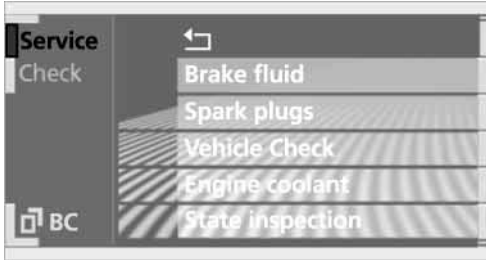 Service
Check
BC
Brake fluid
Spark plugs
Vehicle Check
Engine coolant
State inspection